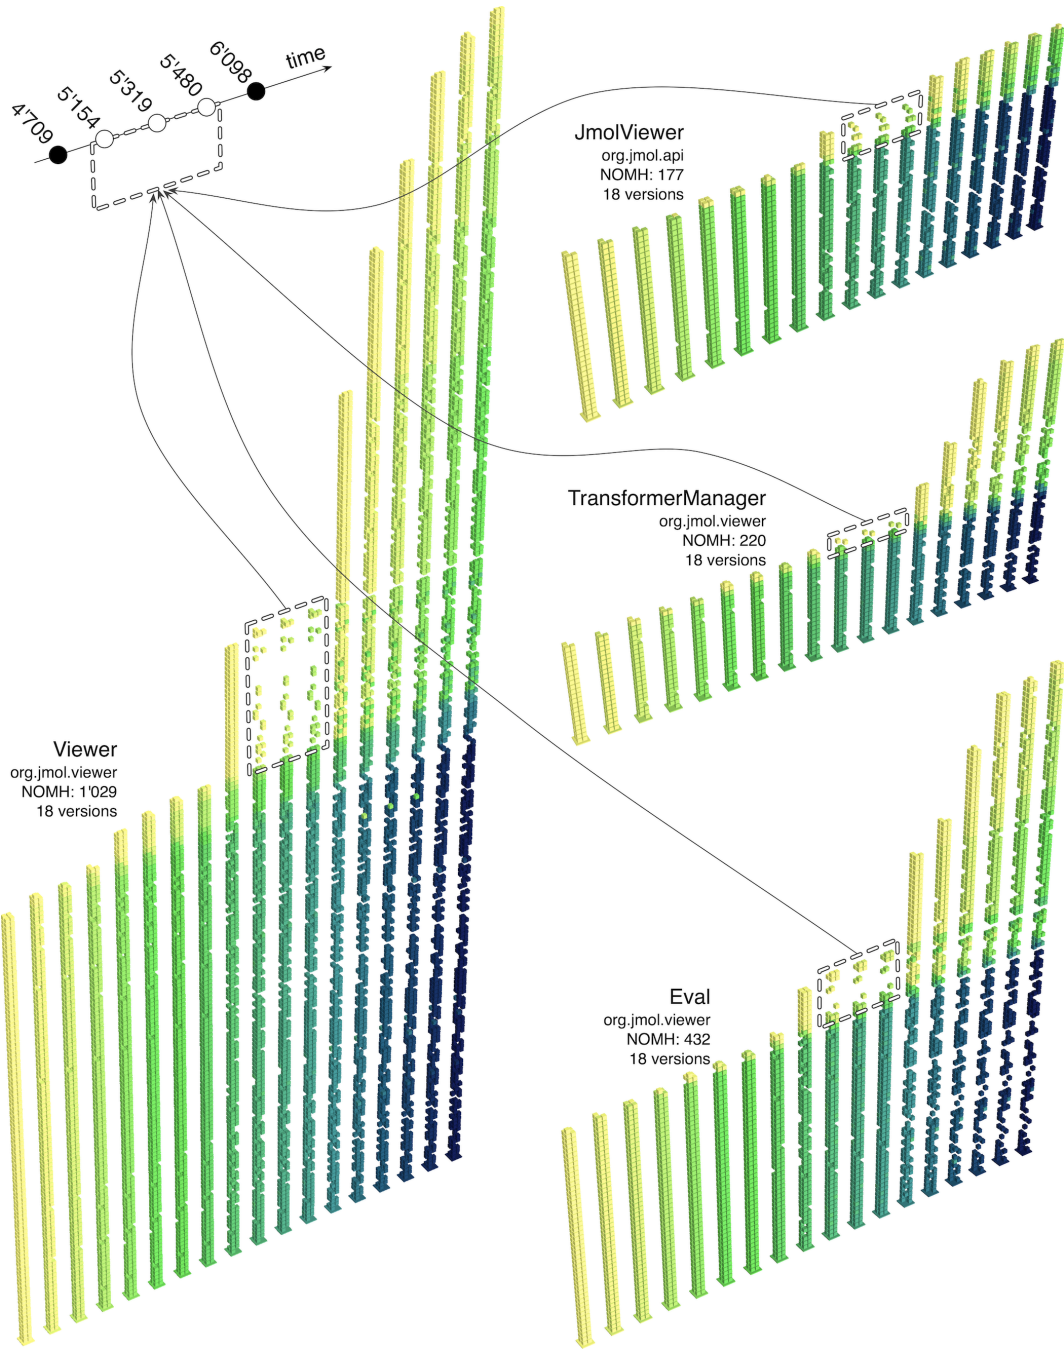 4'709
5'154
5'319
5'480
6'098
time
JmolViewer
org.jmol.api
NOMH: 177
18 versions
TransformerManager
org.jmol.viewer
NOMH: 220
18 versions
Viewer
org.jmol.viewer
NOMH: 1'029
18 versions
Eval
org.jmol.viewer
NOMH: 432
18 versions